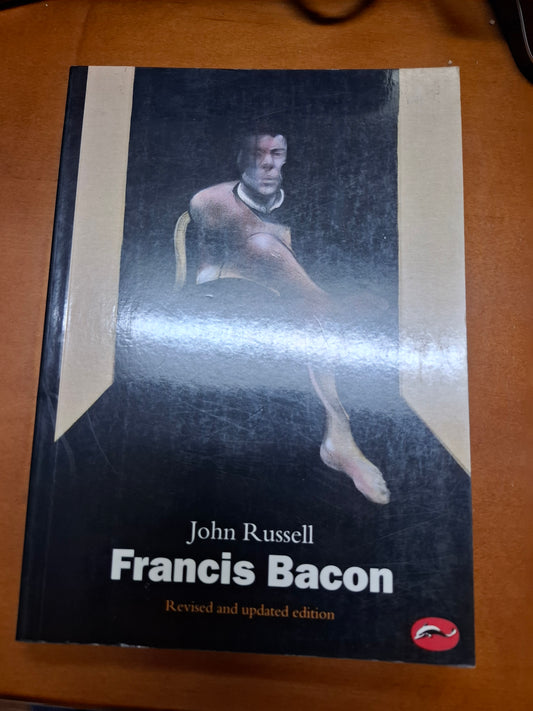 John Russell
Francis Bacon
Revised and updated edition